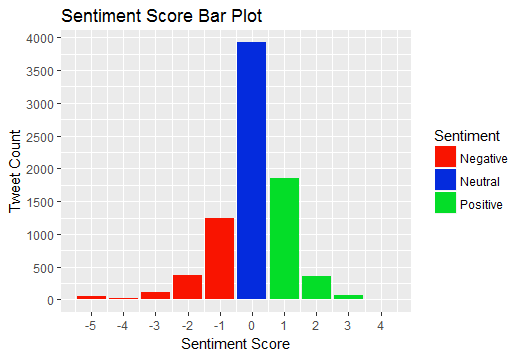 Sentiment Score Bar Plot
Tweet Count
4000
3500
3000
2500
2000
1500
1000
500
0
-5 -4 -3 -2 -1 0 1 2 3 4
Sentiment Score
Sentiment
Negative
Neutral
Positive